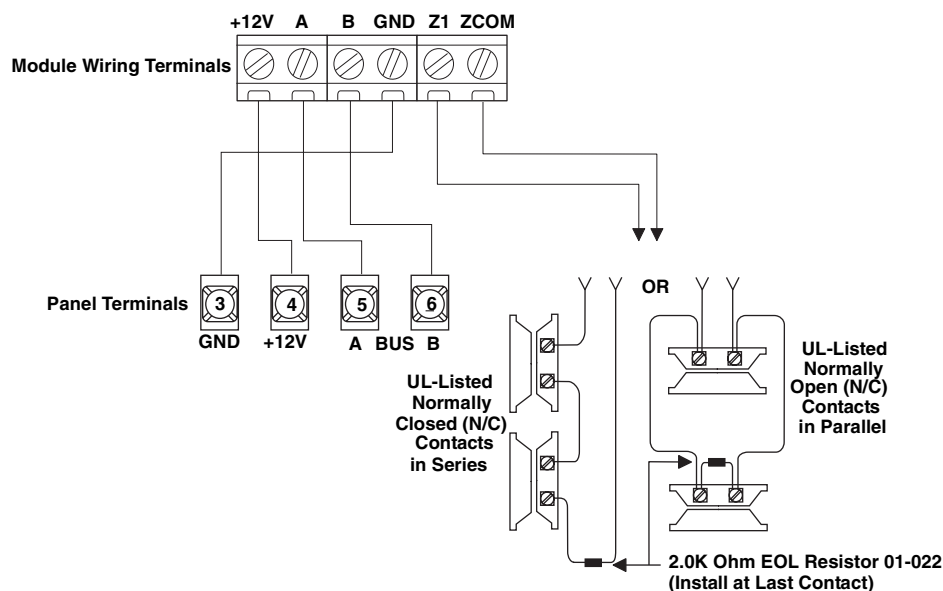 +12V A B GND Z1 ZCOM
Module Wiring Terminals
Panel Terminals
3 4 5 6
GND +12V A BUS B
OR
UL-Listed
Normally
Closed (N/C)
Contacts
in Series
UL-Listed
Normally
Open (N/C)
Contacts
in Parallel
2.0K Ohm EOL Resistor 01-022
(Install at Last Contact)